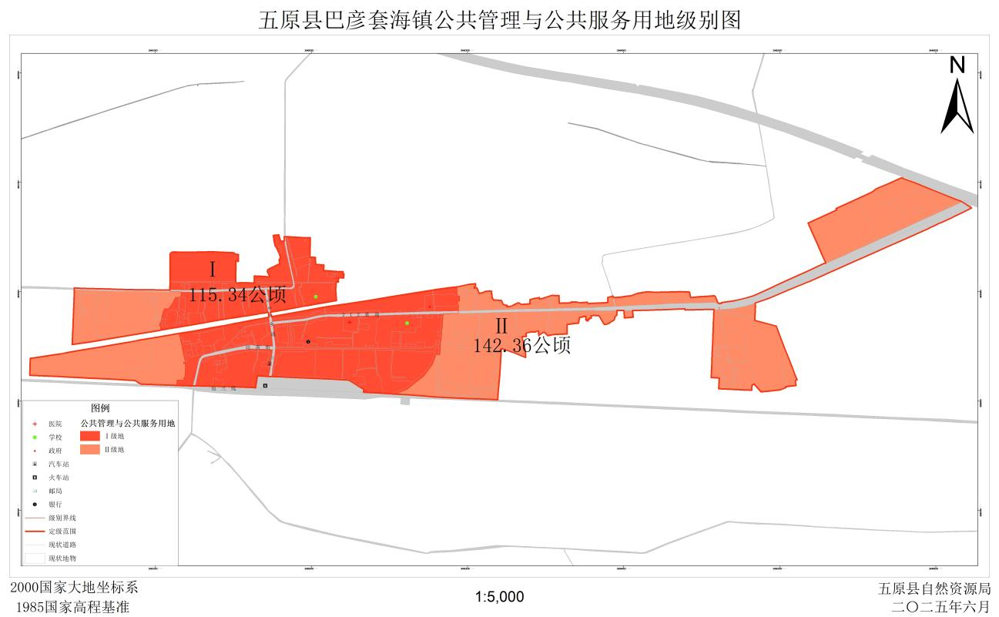 五原县巴彦套海镇公共管理与公共服务用地级别图
N
Ⅰ
115.34公顷
Ⅱ
142.36公顷
包兰线
图例
医院
学校
政府
汽车站
火车站
邮局
银行
级别界线
定级范围
现状道路
现状地物
公共管理与公共服务用地
Ⅰ级地
Ⅱ级地
2000国家大地坐标系
1985国家高程基准
1:5,000
五原县自然资源局
二〇二五年六月